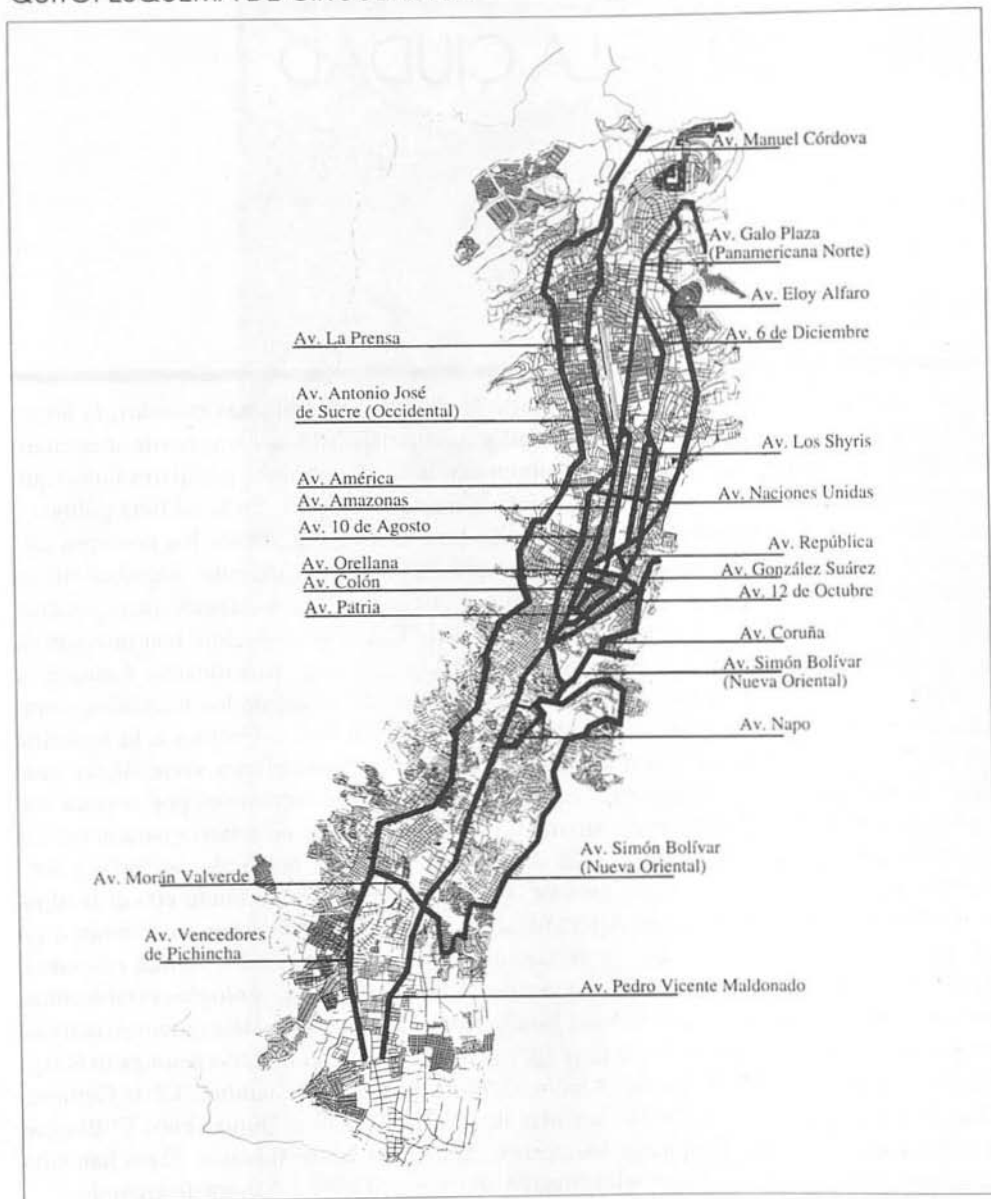 Av. Manuel Córdova
Av. Galo Plaza
(Panamericana Norte)
Av. Eloy Alfaro
Av. La Prensa
Av. 6 de Diciembre
Av. Antonio José
de Sucre (Occidental)
Av. Los Shyris
Av. América
Av. Amazonas
Av. Naciones Unidas
Av. 10 de Agosto
Av. República
Av. Orellana
Av. González Suárez
Av. Colón
Av. 12 de Octubre
Av. Patria
Av. Coruña
Av. Simón Bolívar
(Nueva Oriental)
Av. Napo
Av. Simón Bolívar
(Nueva Oriental)
Av. Morán Valverde
Av. Vencedores
de Pichincha
Av. Pedro Vicente Maldonado